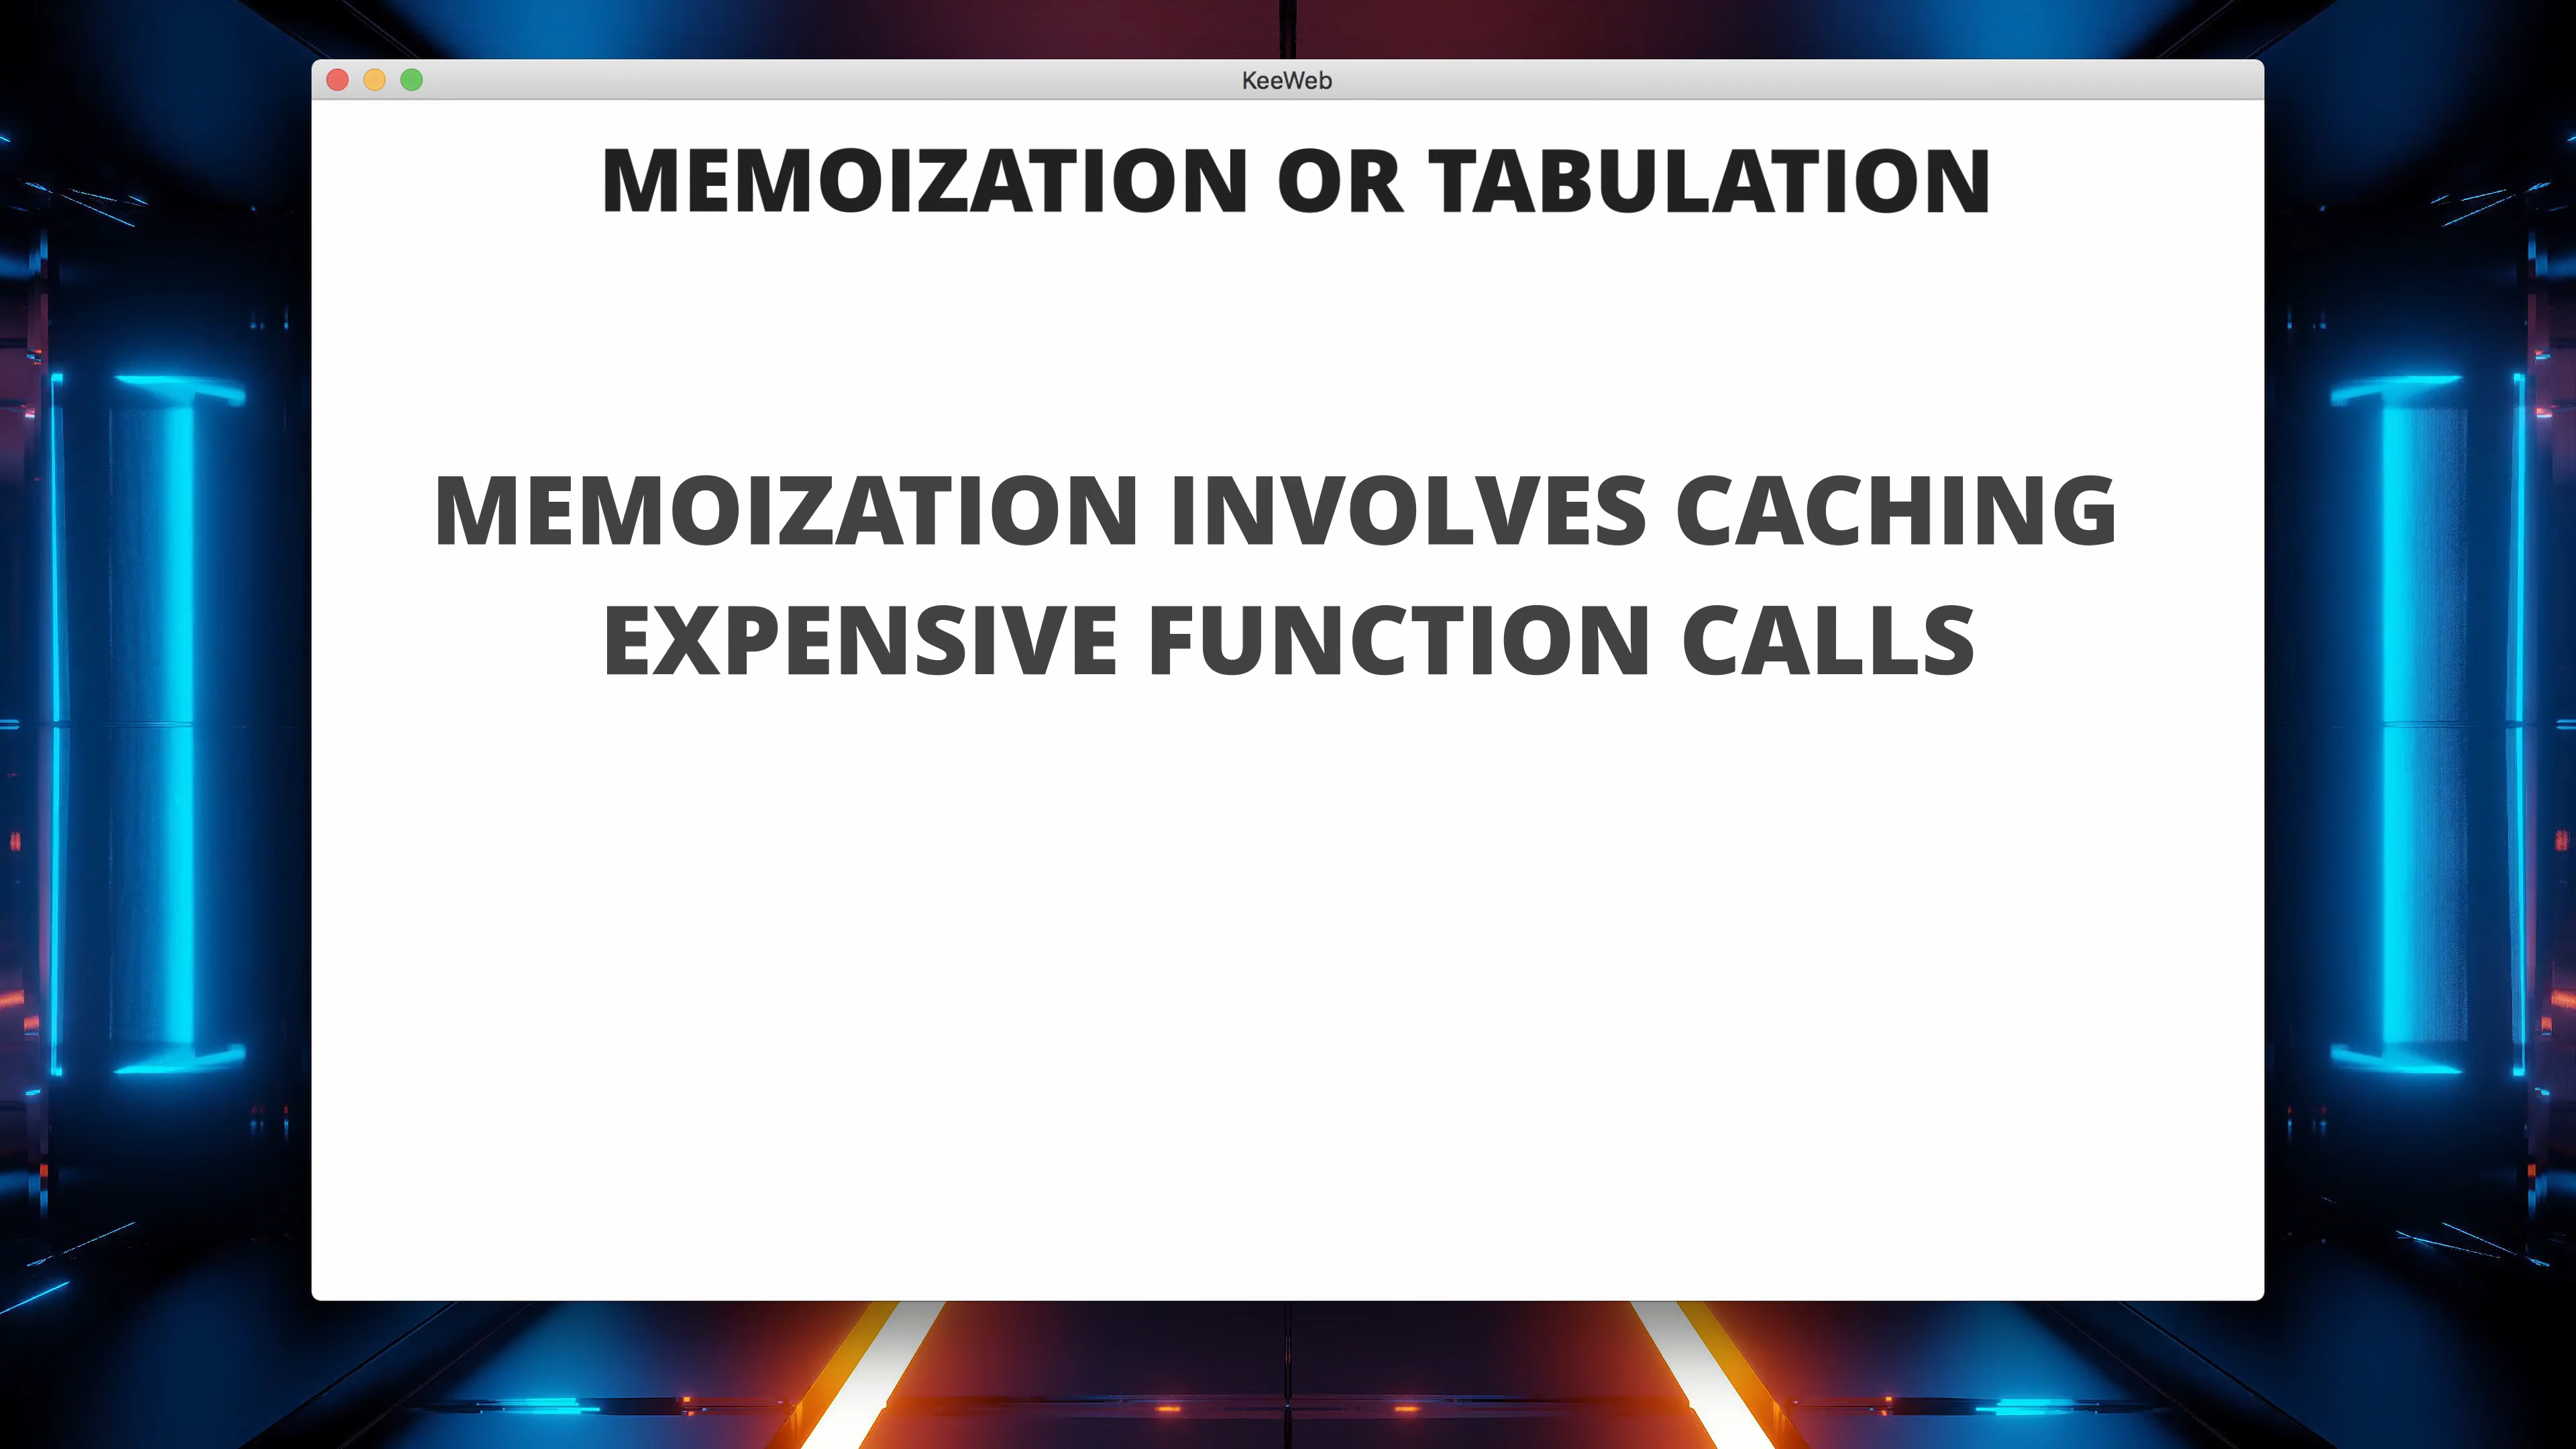 KeeWeb
MEMOIZATION OR TABULATION
MEMOIZATION INVOLVES CACHING
EXPENSIVE FUNCTION CALLS